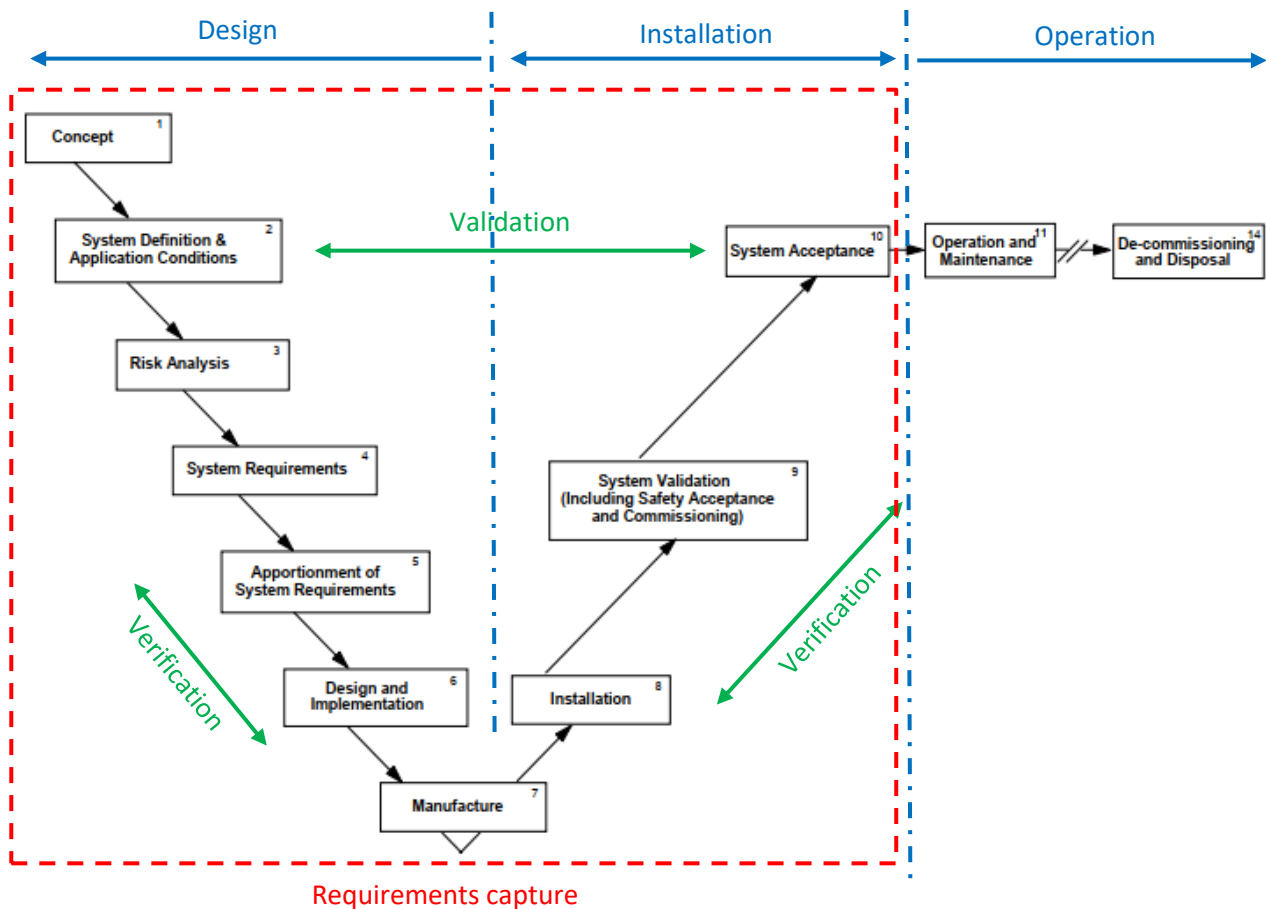 Design
Installation
Operation
Concept
1
System Definition &
Application Conditions
2
Validation
System Acceptance
10
Operation and
Maintenance
11
De-commissioning
and Disposal
14
Risk Analysis
3
System Requirements
4
System Validation
(Including Safety Acceptance
and Commissioning)
9
Apportionment of
System Requirements
5
Verification
Verification
Design and
Implementation
6
Installation
8
Manufacture
7
Requirements capture